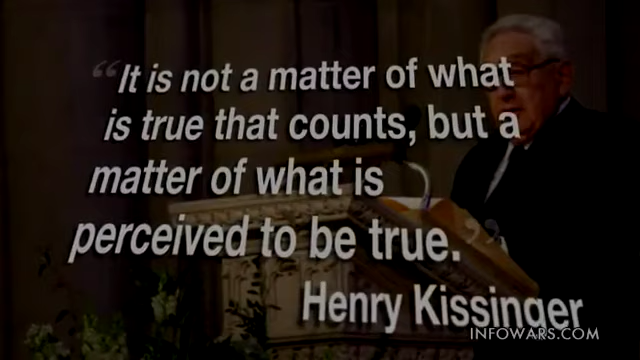 “It is not a matter of what
is true that counts, but a
matter of what is
perceived to be true.”
Henry Kissinger
INFOWARS.COM